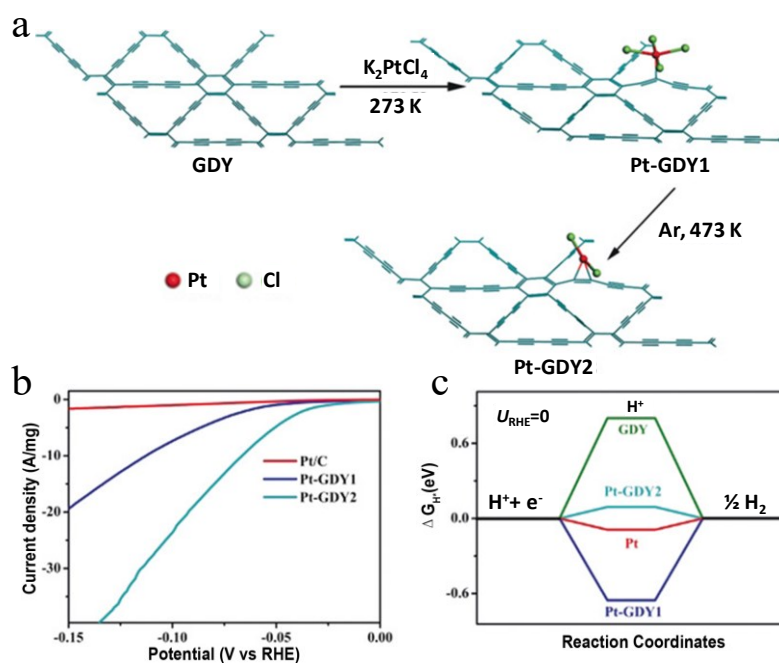 a
K₂PtCl₄
273 K
GDY
Pt-GDY1
Ar, 473 K
Pt
Cl
Pt-GDY2
b
0
-10
-20
-30
Current density (A/mg)
Pt/C
Pt-GDY1
Pt-GDY2
-0.15
-0.10
-0.05
0.00
Potential (V vs RHE)
c
U_RHE=0
H⁺
GDY
0.6
Pt-GDY2
H⁺+ e⁻
½ H₂
0.0
Δ G_H*(eV)
Pt
-0.6
Pt-GDY1
Reaction Coordinates